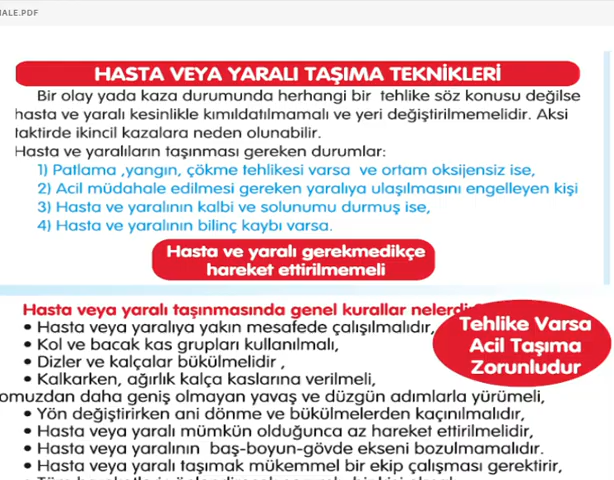 IALE.PDF
HASTA VEYA YARALI TAŞIMA TEKNİKLERİ
Bir olay yada kaza durumunda herhangi bir tehlike söz konusu değilse
hasta ve yaralı kesinlikle kımıldatılmamalı ve yeri değiştirilmemelidir. Aksi
taktirde ikincil kazalara neden olunabilir.
Hasta ve yaralıların taşınması gereken durumlar:
1) Patlama ,yangın, çökme tehlikesi varsa ve ortam oksijensiz ise,
2) Acil müdahale edilmesi gereken yaralıya ulaşılmasını engelleyen kişi
3) Hasta ve yaralının kalbi ve solunumu durmuş ise,
4) Hasta ve yaralının bilinç kaybı varsa.
Hasta ve yaralı gerekmedikçe
hareket ettirilmemeli
Hasta veya yaralı taşınmasında genel kurallar nelerdi
• Hasta veya yaralıya yakın mesafede çalışılmalıdır,
• Kol ve bacak kas grupları kullanılmalı,
• Dizler ve kalçalar bükülmelidir ,
• Kalkarken, ağırlık kalça kaslarına verilmeli,
omuzdan daha geniş olmayan yavaş ve düzgün adımlarla yürümeli,
• Yön değiştirirken ani dönme ve bükülmelerden kaçınılmalıdır,
• Hasta veya yaralı mümkün olduğunca az hareket ettirilmelidir,
• Hasta veya yaralının baş-boyun-gövde ekseni bozulmamalıdır.
• Hasta veya yaralı taşımak mükemmel bir ekip çalışması gerektirir,
Tehlike Varsa
Acil Taşıma
Zorunludur